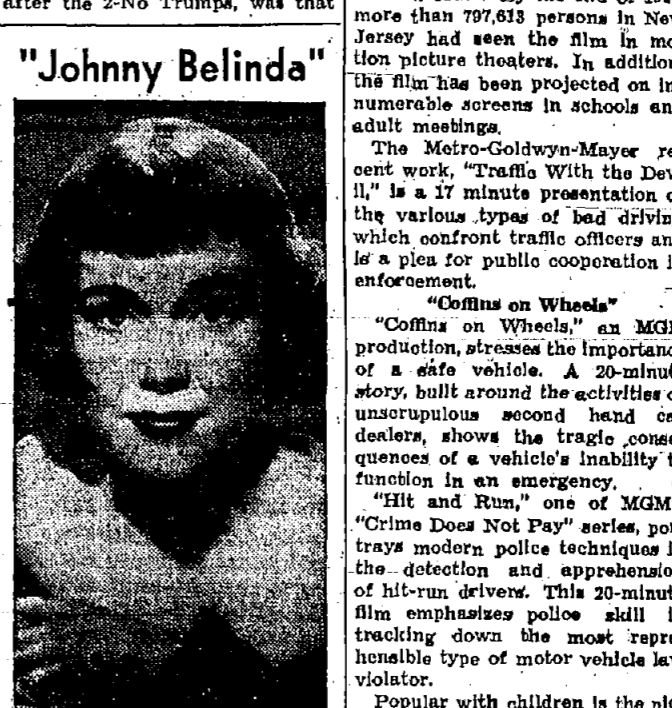 after the 2-No Trumps, was that
"Johnny Belinda"
more than 797,613 persons in Ne
Jersey had seen the film in mo
tion picture theaters. In addition
the film has been projected on in
numerable screens in schools an
adult meetings.
The Metro-Goldwyn-Mayer re
cent work, "Traffic With the Dev
il," is a 17 minute presentation o
the various types of bad drivin
which confront traffic officers an
is a plea for public cooperation i
enforcement.
"Coffins on Wheels"
"Coffins on Wheels," an MGM
production, stresses the importanc
of a safe vehicle. A 20-minut
story, built around the activities o
unscrupulous second hand ca
dealers, shows the tragic conse
quences of a vehicle's inability t
function in an emergency.
"Hit and Run," one of MGM'
"Crime Does Not Pay" series, por
trays modern police techniques i
the detection and apprehensio
of hit-run drivers. This 20-minut
film emphasizes police skill i
tracking down the most repre
hensible type of motor vehicle la
violator.
Popular with children is the